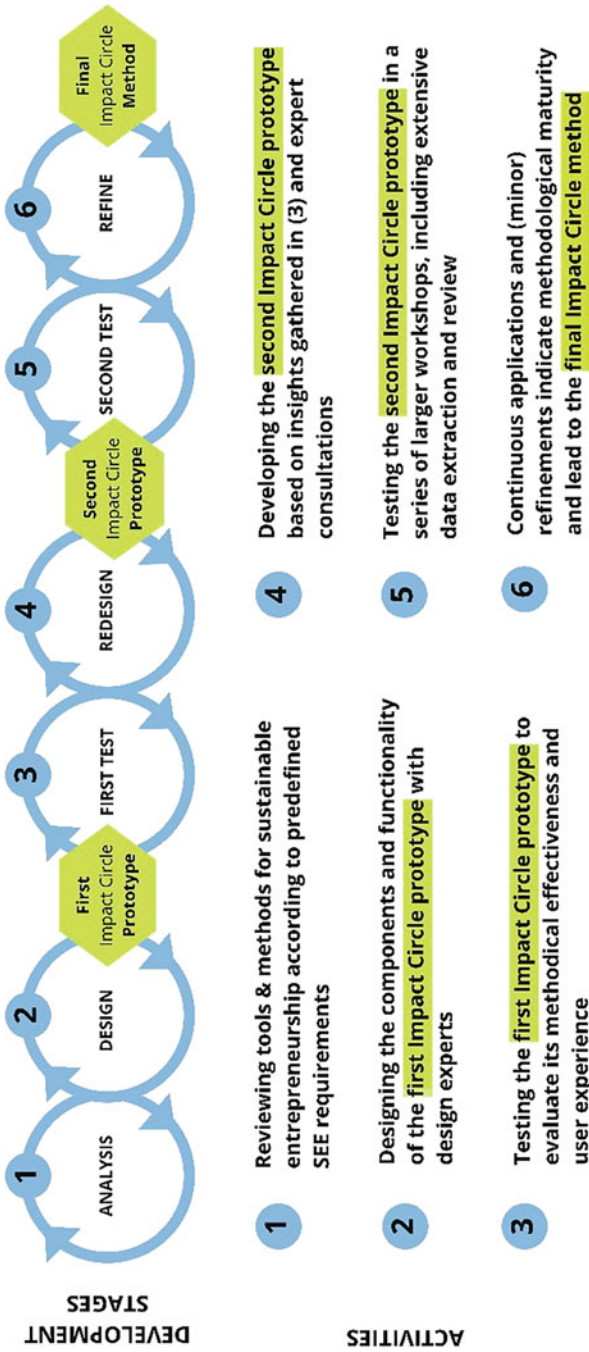 DEVELOPMENT
STAGES
1
ANALYSIS
2
DESIGN
First
Impact Circle
Prototype
3
FIRST TEST
4
REDESIGN
Second
Impact Circle
Prototype
5
SECOND TEST
6
REFINE
Final
Impact Circle
Method
ACTIVITIES
1
Reviewing tools & methods for sustainable
entrepreneurship according to predefined
SEE requirements
2
Designing the components and functionality
of the first Impact Circle prototype with
design experts
3
Testing the first Impact Circle prototype to
evaluate its methodical effectiveness and
user experience
4
Developing the second Impact Circle prototype
based on insights gathered in (3) and expert
consultations
5
Testing the second Impact Circle prototype in a
series of larger workshops, including extensive
data extraction and review
6
Continuous applications and (minor)
refinements indicate methodological maturity
and lead to the final Impact Circle method